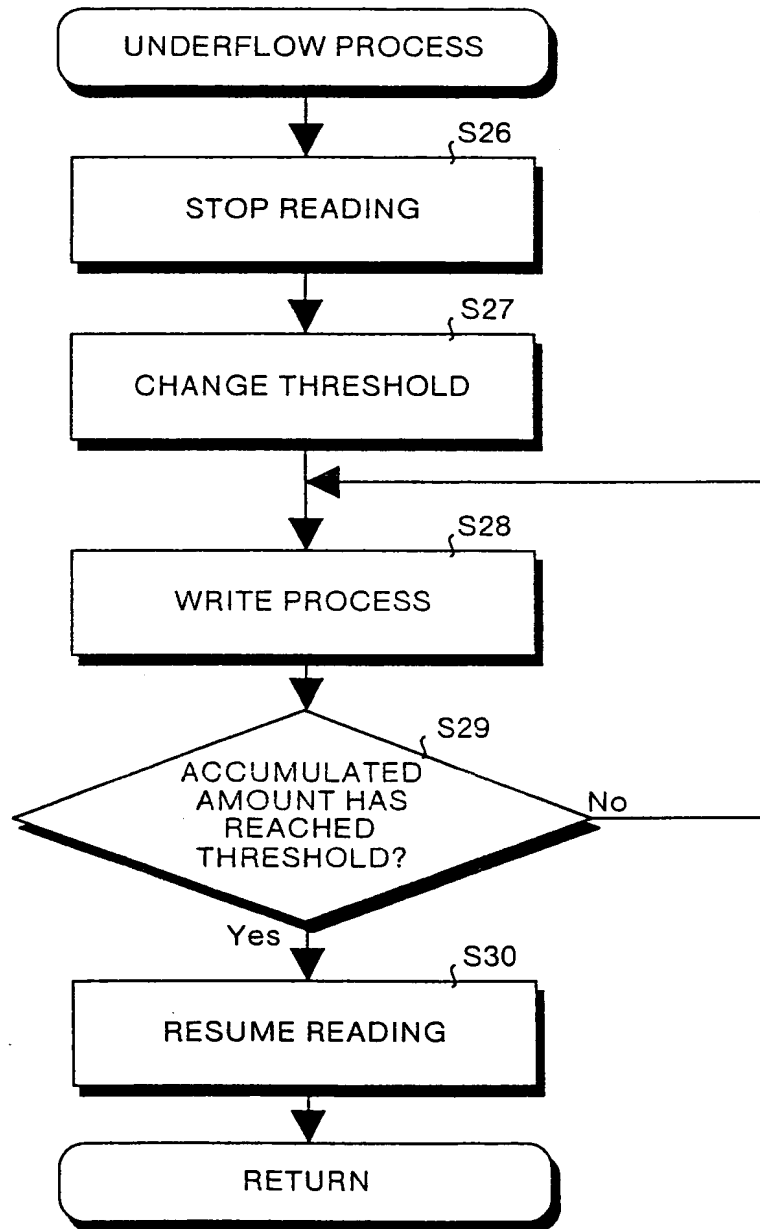 UNDERFLOW PROCESS
S26
STOP READING
S27
CHANGE THRESHOLD
S28
WRITE PROCESS
S29
ACCUMULATED
AMOUNT HAS
REACHED
THRESHOLD?
No
Yes
S30
RESUME READING
RETURN